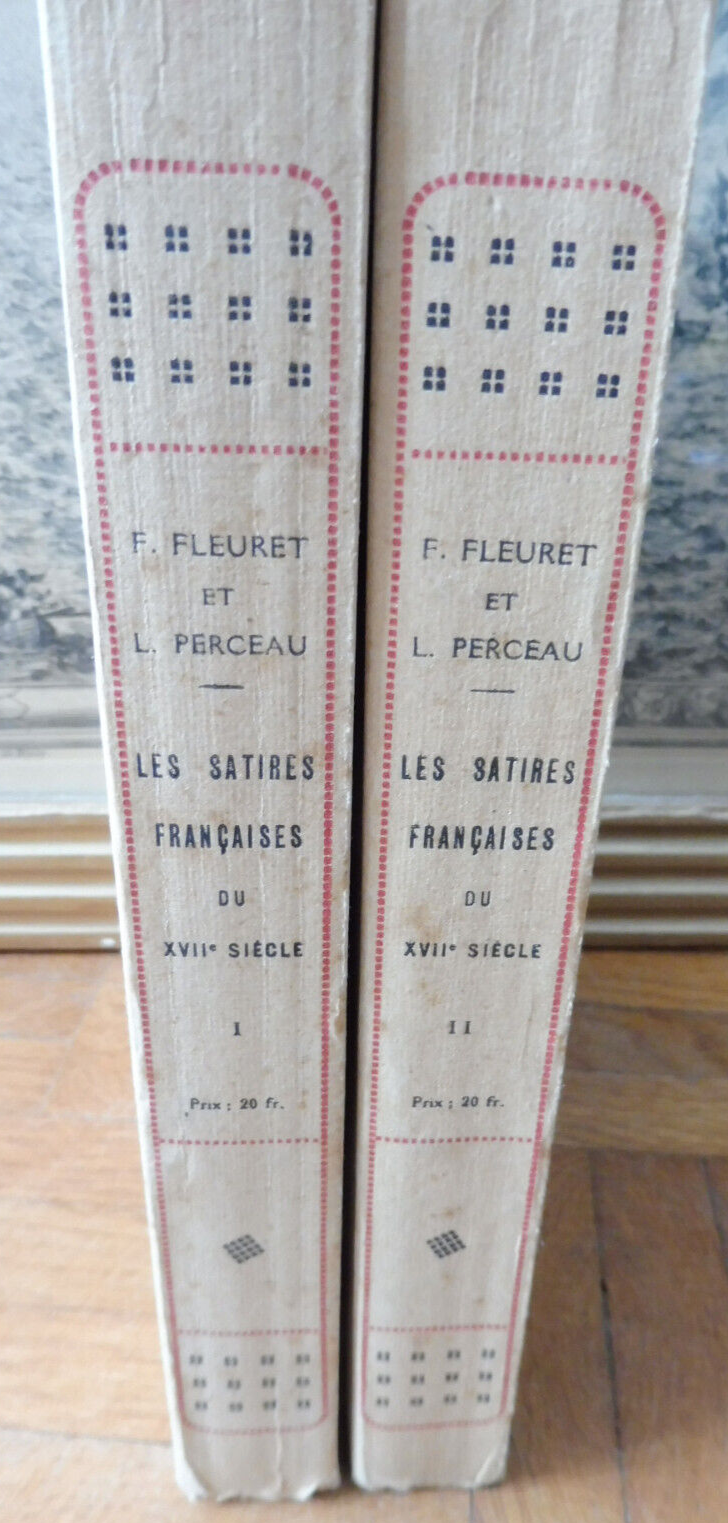 F. FLEURET
ET
L. PERCEAU
LES SATIRES
FRANÇAISES
DU
XVIIe SIÈCLE
I
Prix : 20 fr.
F. FLEURET
ET
L. PERCEAU
LES SATIRES
FRANÇAISES
DU
XVIIe SIÈCLE
II
Prix : 20 fr.